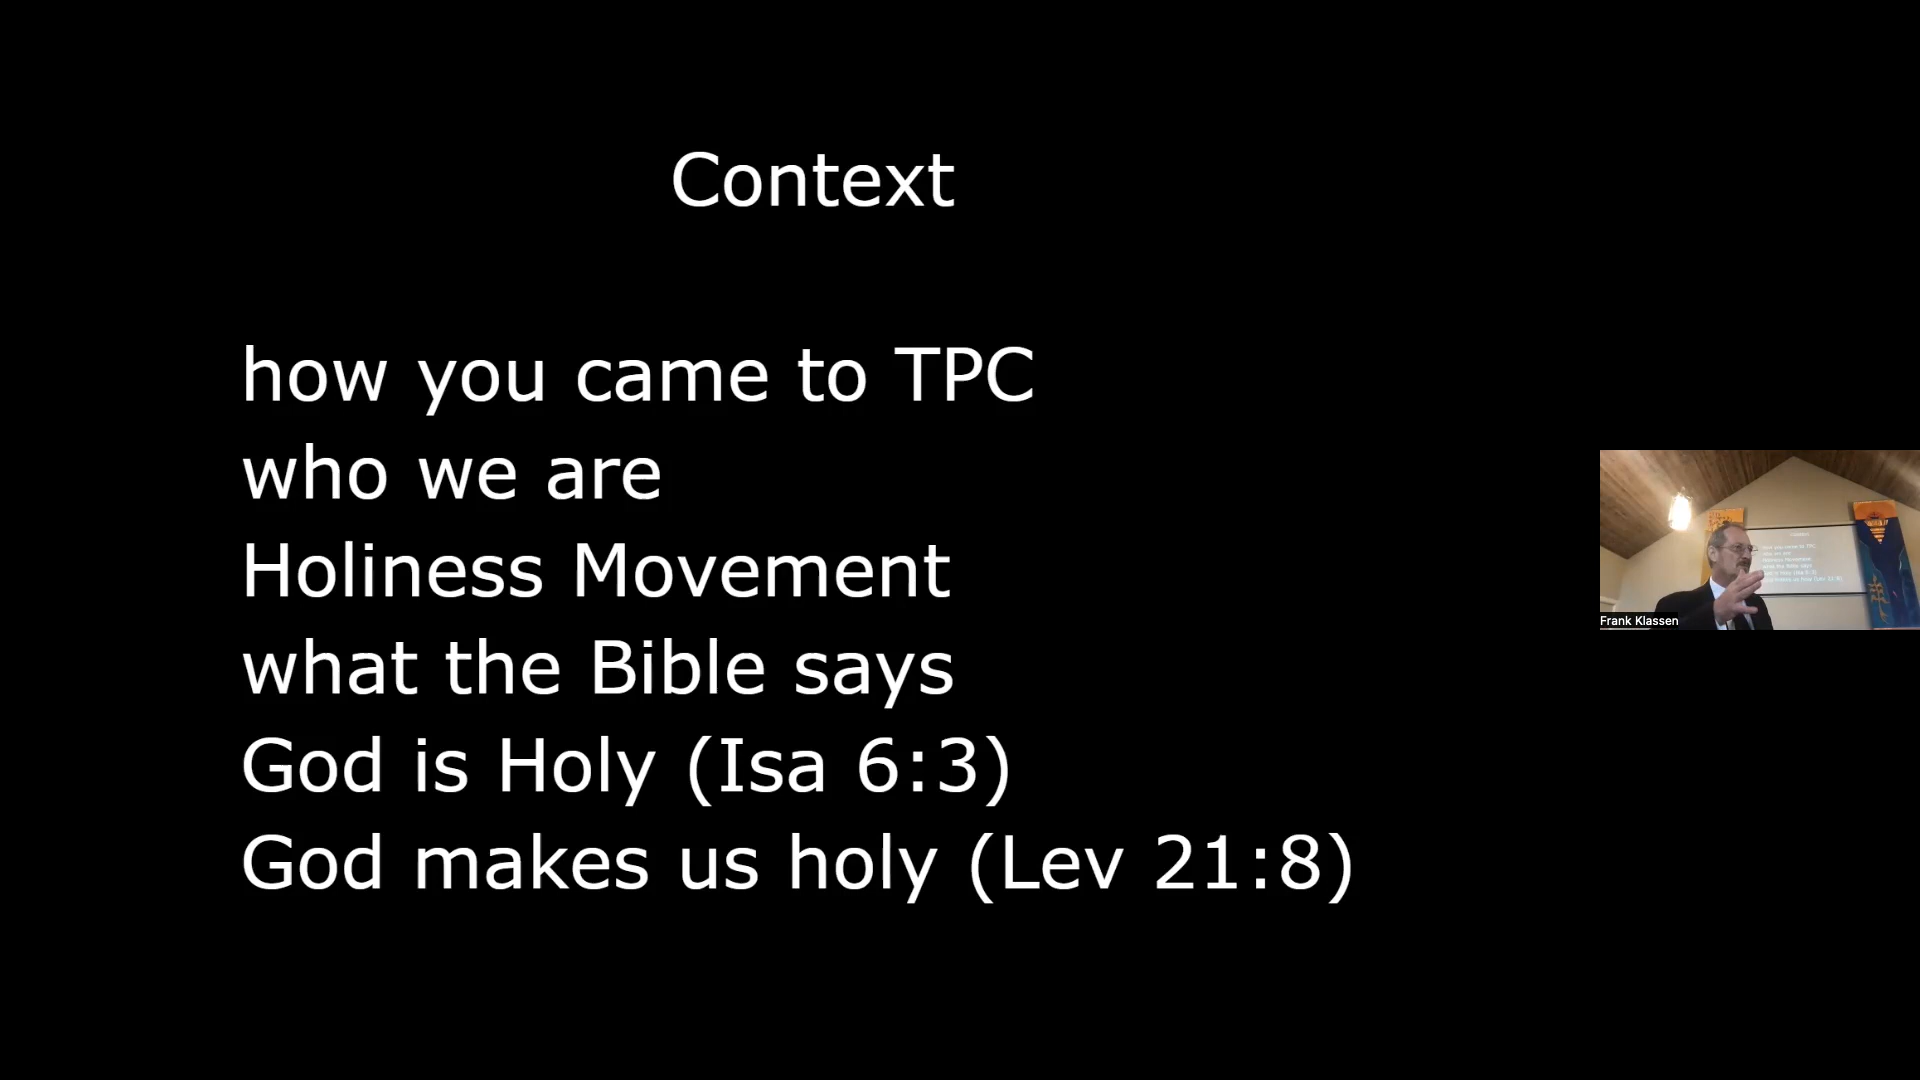 Context
how you came to TPC
who we are
Holiness Movement
what the Bible says
God is Holy (Isa 6:3)
God makes us holy (Lev 21:8)
Frank Klassen